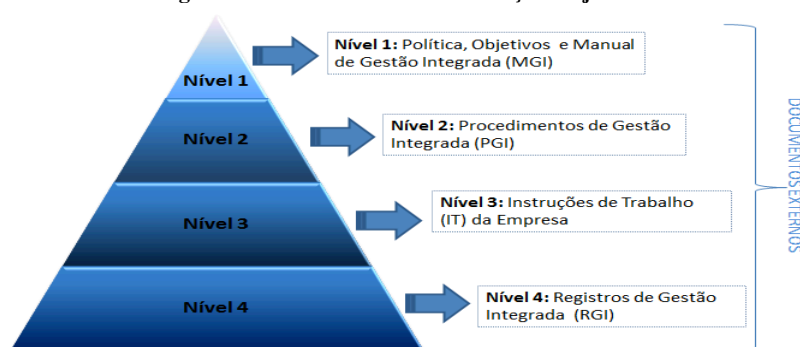 Nível 1
Nível 1: Política, Objetivos e Manual
de Gestão Integrada (MGI)
Nível 2
Nível 2: Procedimentos de Gestão
Integrada (PGI)
Nível 3
Nível 3: Instruções de Trabalho
(IT) da Empresa
Nível 4
Nível 4: Registros de Gestão
Integrada (RGI)
DOCUMENTOS EXTERNOS